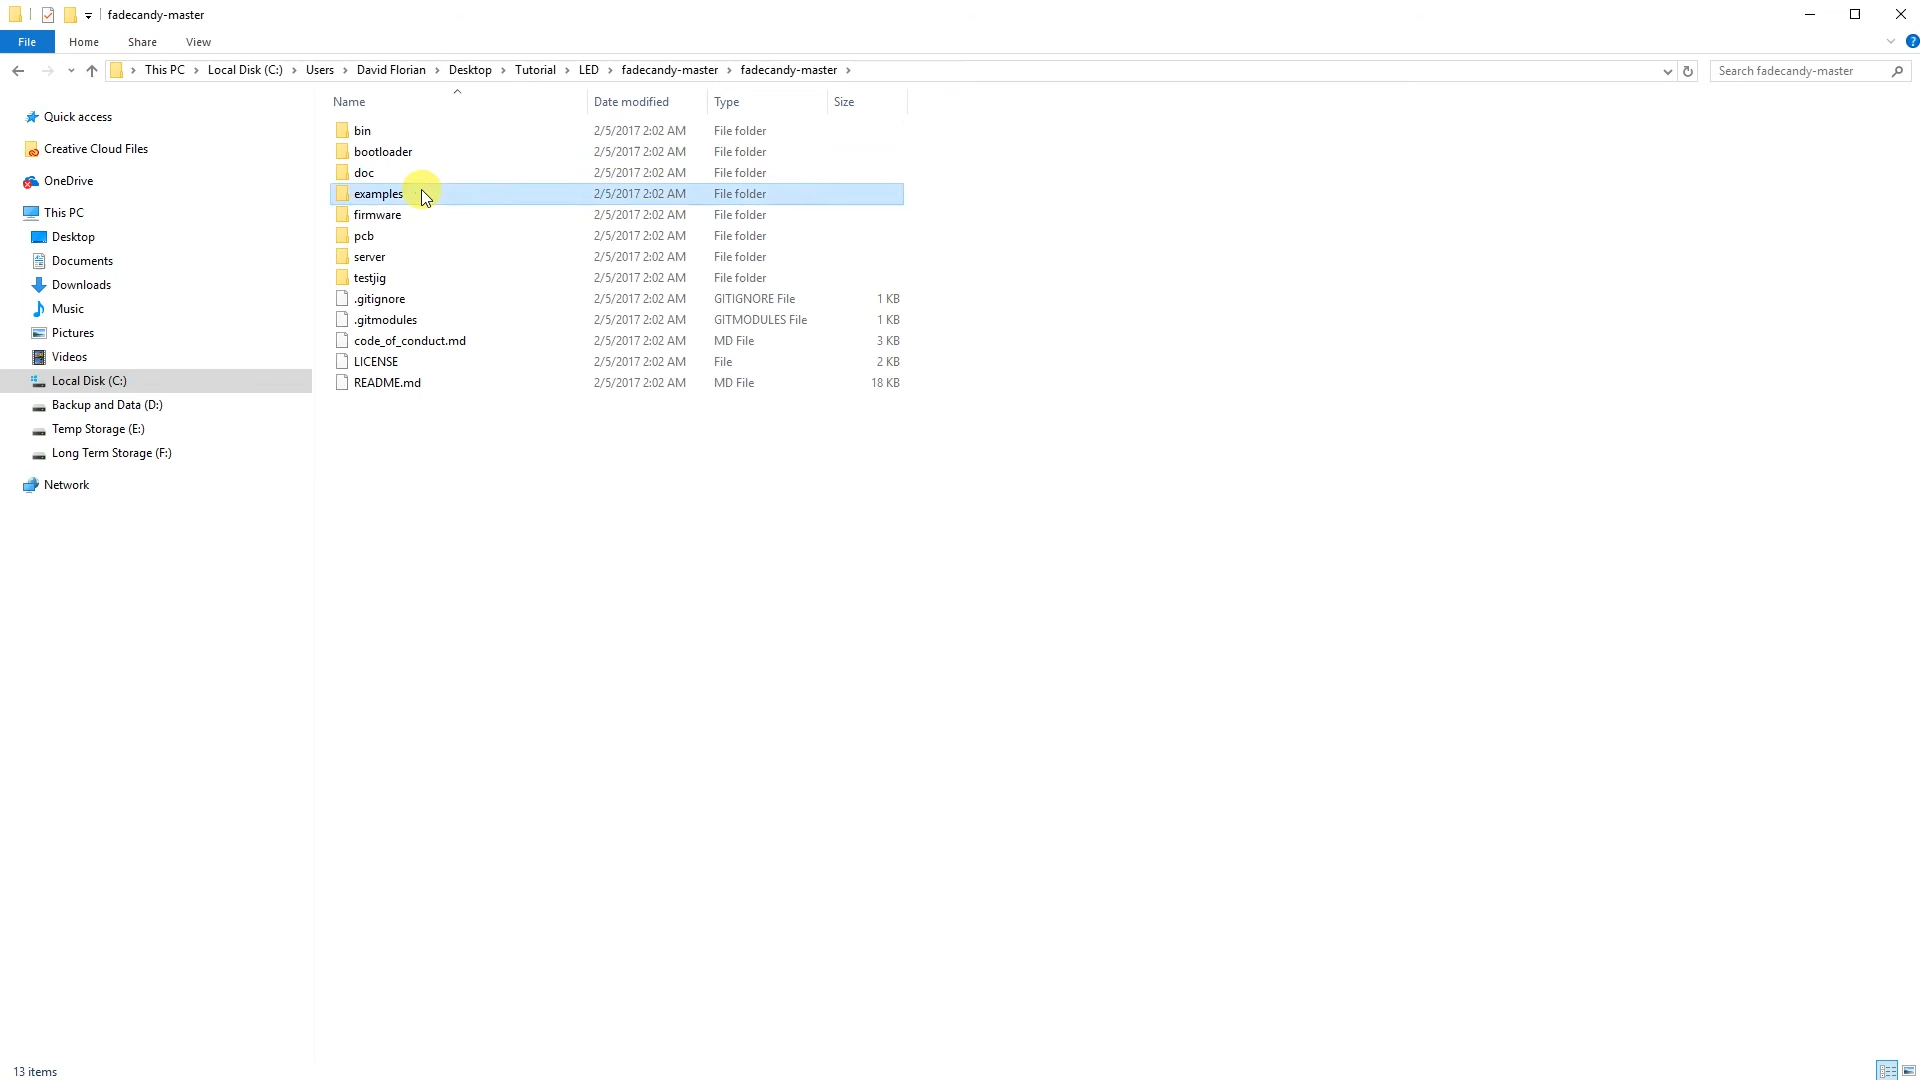 fadecandy-master
File Home Share View
This PC Local Disk (C:) Users David Florian Desktop Tutorial LED fadecandy-master fadecandy-master
Search fadecandy-master
Name Date modified Type Size
Quick access
Creative Cloud Files
OneDrive
This PC
Desktop
Documents
Downloads
Music
Pictures
Videos
Local Disk (C:)
Backup and Data (D:)
Temp Storage (E:)
Long Term Storage (F:)
Network
bin 2/5/2017 2:02 AM File folder
bootloader 2/5/2017 2:02 AM File folder
doc 2/5/2017 2:02 AM File folder
examples 2/5/2017 2:02 AM File folder
firmware 2/5/2017 2:02 AM File folder
pcb 2/5/2017 2:02 AM File folder
server 2/5/2017 2:02 AM File folder
testjig 2/5/2017 2:02 AM File folder
.gitignore 2/5/2017 2:02 AM GITIGNORE File 1 KB
.gitmodules 2/5/2017 2:02 AM GITMODULES File 1 KB
code_of_conduct.md 2/5/2017 2:02 AM MD File 3 KB
LICENSE 2/5/2017 2:02 AM File 2 KB
README.md 2/5/2017 2:02 AM MD File 18 KB
13 items